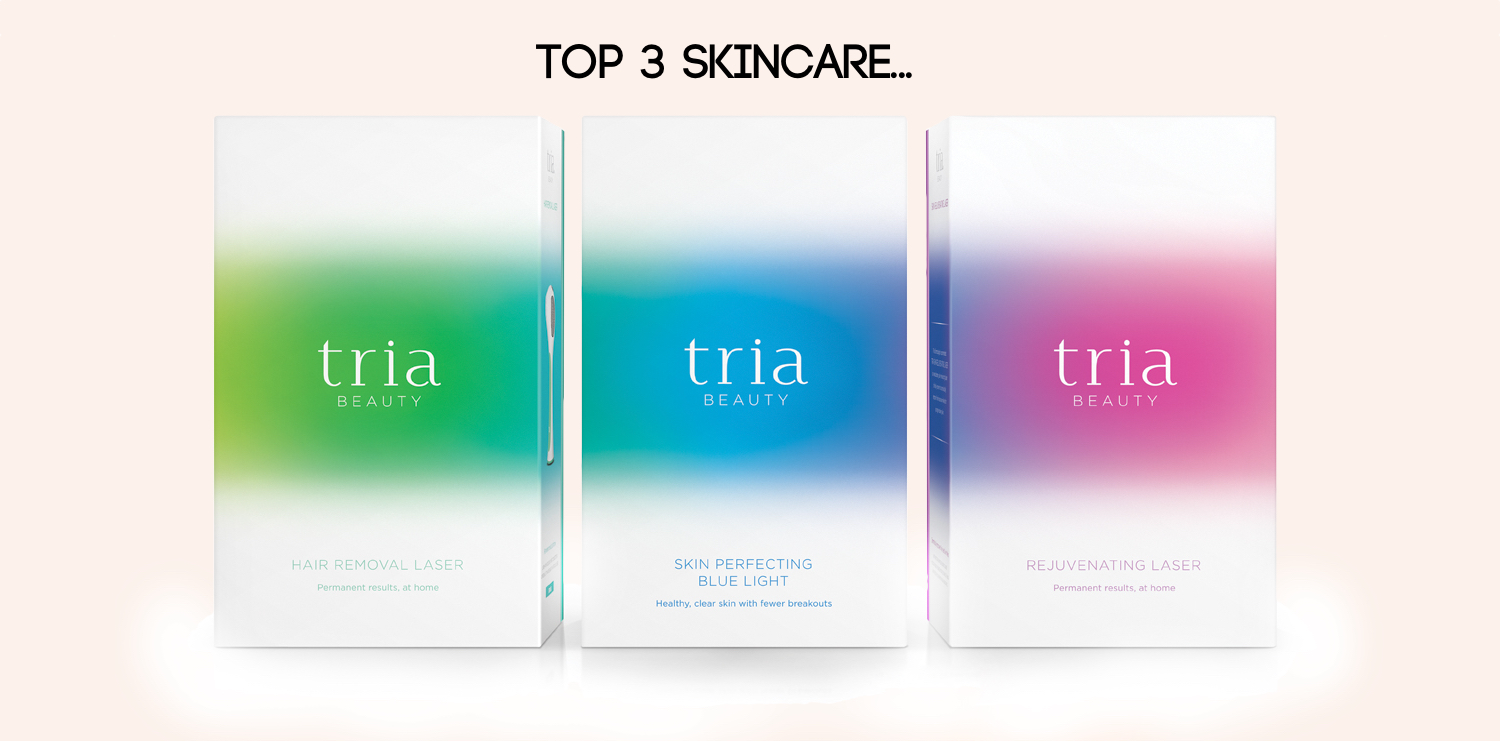 TOP 3 SKINCARE...
tria
BEAUTY
HAIR REMOVAL LASER
Permanent results, at home
tria
BEAUTY
SKIN PERFECTING
BLUE LIGHT
Healthy, clear skin with fewer breakouts
tria
BEAUTY
REJUVENATING LASER
Permanent results, at home